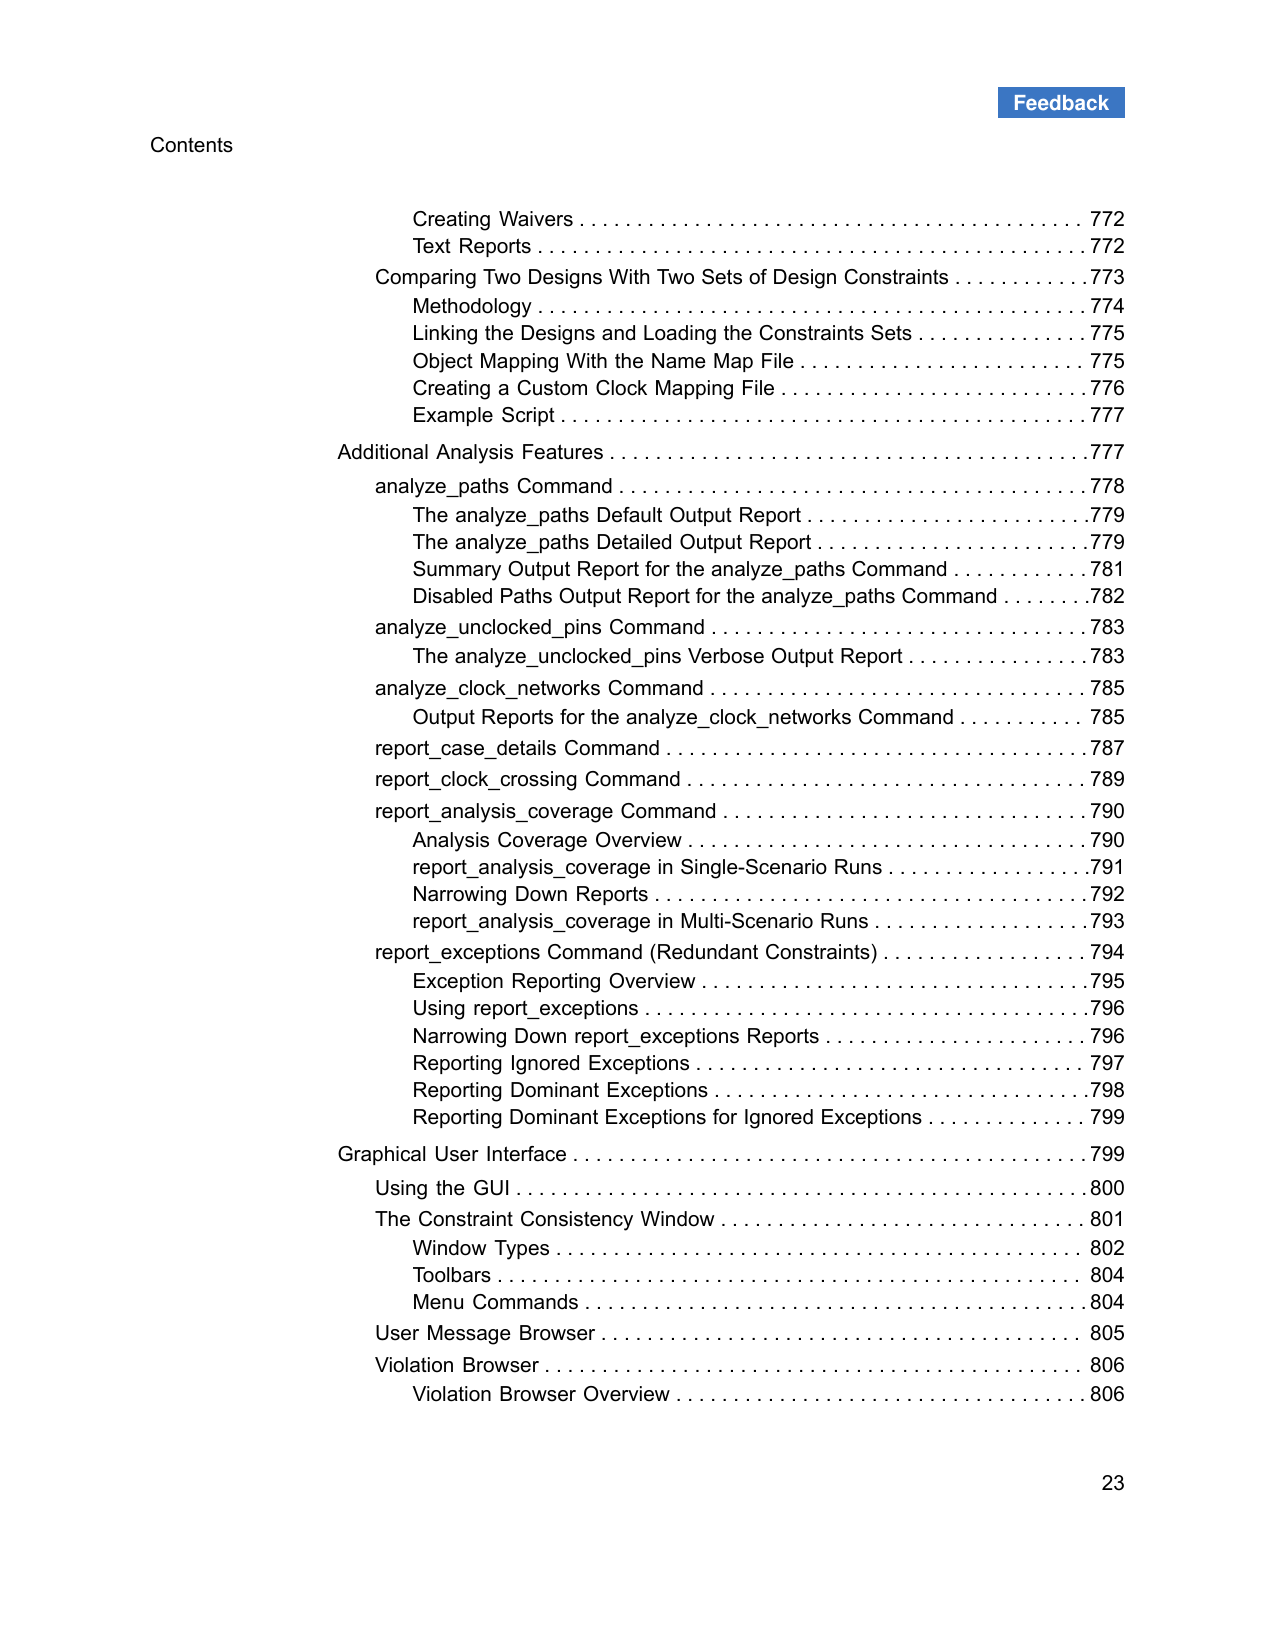 Feedback
Contents
Creating Waivers . . . . . . . . . . . . . . . . . . . . . . . . . . . . . . . . . . . . . . . . . . . . 772
Text Reports . . . . . . . . . . . . . . . . . . . . . . . . . . . . . . . . . . . . . . . . . . . . . . . . 772
Comparing Two Designs With Two Sets of Design Constraints . . . . . . . . . . . . 773
Methodology . . . . . . . . . . . . . . . . . . . . . . . . . . . . . . . . . . . . . . . . . . . . . . . . 774
Linking the Designs and Loading the Constraints Sets . . . . . . . . . . . . . . . 775
Object Mapping With the Name Map File . . . . . . . . . . . . . . . . . . . . . . . . . 775
Creating a Custom Clock Mapping File . . . . . . . . . . . . . . . . . . . . . . . . . . . 776
Example Script . . . . . . . . . . . . . . . . . . . . . . . . . . . . . . . . . . . . . . . . . . . . . . 777
Additional Analysis Features . . . . . . . . . . . . . . . . . . . . . . . . . . . . . . . . . . . . . . . . . . 777
analyze_paths Command . . . . . . . . . . . . . . . . . . . . . . . . . . . . . . . . . . . . . . . . . 778
The analyze_paths Default Output Report . . . . . . . . . . . . . . . . . . . . . . . . . 779
The analyze_paths Detailed Output Report . . . . . . . . . . . . . . . . . . . . . . . . 779
Summary Output Report for the analyze_paths Command . . . . . . . . . . . . 781
Disabled Paths Output Report for the analyze_paths Command . . . . . . . . 782
analyze_unclocked_pins Command . . . . . . . . . . . . . . . . . . . . . . . . . . . . . . . . . 783
The analyze_unclocked_pins Verbose Output Report . . . . . . . . . . . . . . . . 783
analyze_clock_networks Command . . . . . . . . . . . . . . . . . . . . . . . . . . . . . . . . . 785
Output Reports for the analyze_clock_networks Command . . . . . . . . . . . 785
report_case_details Command . . . . . . . . . . . . . . . . . . . . . . . . . . . . . . . . . . . . . 787
report_clock_crossing Command . . . . . . . . . . . . . . . . . . . . . . . . . . . . . . . . . . . 789
report_analysis_coverage Command . . . . . . . . . . . . . . . . . . . . . . . . . . . . . . . . 790
Analysis Coverage Overview . . . . . . . . . . . . . . . . . . . . . . . . . . . . . . . . . . . 790
report_analysis_coverage in Single-Scenario Runs . . . . . . . . . . . . . . . . . . 791
Narrowing Down Reports . . . . . . . . . . . . . . . . . . . . . . . . . . . . . . . . . . . . . . 792
report_analysis_coverage in Multi-Scenario Runs . . . . . . . . . . . . . . . . . . . 793
report_exceptions Command (Redundant Constraints) . . . . . . . . . . . . . . . . . . 794
Exception Reporting Overview . . . . . . . . . . . . . . . . . . . . . . . . . . . . . . . . . . 795
Using report_exceptions . . . . . . . . . . . . . . . . . . . . . . . . . . . . . . . . . . . . . . . 796
Narrowing Down report_exceptions Reports . . . . . . . . . . . . . . . . . . . . . . . 796
Reporting Ignored Exceptions . . . . . . . . . . . . . . . . . . . . . . . . . . . . . . . . . . 797
Reporting Dominant Exceptions . . . . . . . . . . . . . . . . . . . . . . . . . . . . . . . . . 798
Reporting Dominant Exceptions for Ignored Exceptions . . . . . . . . . . . . . . 799
Graphical User Interface . . . . . . . . . . . . . . . . . . . . . . . . . . . . . . . . . . . . . . . . . . . . . 799
Using the GUI . . . . . . . . . . . . . . . . . . . . . . . . . . . . . . . . . . . . . . . . . . . . . . . . . . 800
The Constraint Consistency Window . . . . . . . . . . . . . . . . . . . . . . . . . . . . . . . . 801
Window Types . . . . . . . . . . . . . . . . . . . . . . . . . . . . . . . . . . . . . . . . . . . . . . 802
Toolbars . . . . . . . . . . . . . . . . . . . . . . . . . . . . . . . . . . . . . . . . . . . . . . . . . . . 804
Menu Commands . . . . . . . . . . . . . . . . . . . . . . . . . . . . . . . . . . . . . . . . . . . . 804
User Message Browser . . . . . . . . . . . . . . . . . . . . . . . . . . . . . . . . . . . . . . . . . . 805
Violation Browser . . . . . . . . . . . . . . . . . . . . . . . . . . . . . . . . . . . . . . . . . . . . . . . 806
Violation Browser Overview . . . . . . . . . . . . . . . . . . . . . . . . . . . . . . . . . . . . 806
23